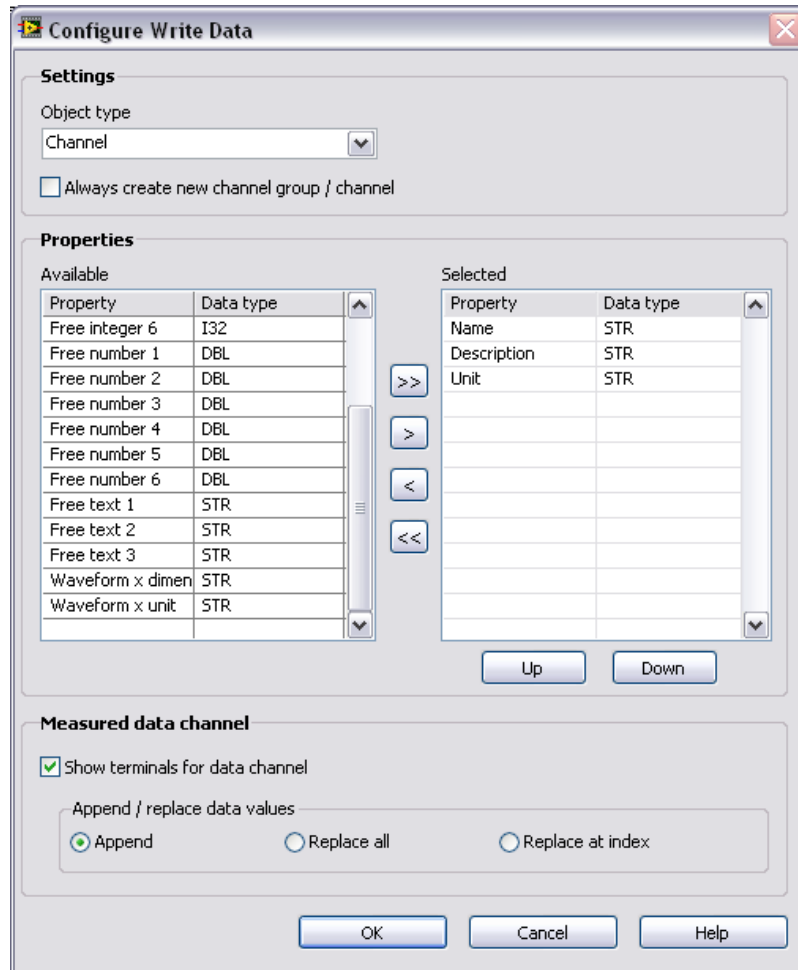 Configure Write Data
Settings
Object type
Channel
Always create new channel group / channel
Properties
Available
Property Data type
Free integer 6 I32
Free number 1 DBL
Free number 2 DBL
Free number 3 DBL
Free number 4 DBL
Free number 5 DBL
Free number 6 DBL
Free text 1 STR
Free text 2 STR
Free text 3 STR
Waveform x dimen STR
Waveform x unit STR
>>
>
<
<<
Selected
Property Data type
Name STR
Description STR
Unit STR
Up Down
Measured data channel
Show terminals for data channel
Append / replace data values
Append Replace all Replace at index
OK Cancel Help